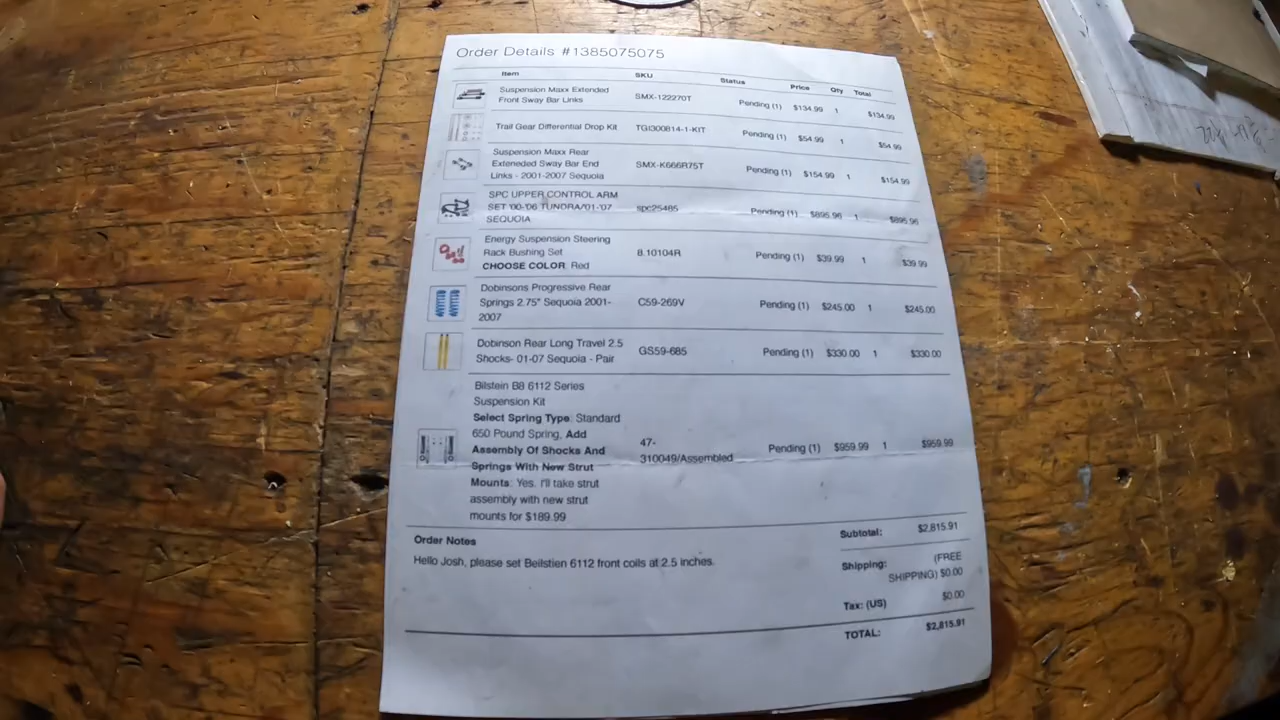 Order Details #1385075075
Item SKU Status Price Qty Total
Suspension Maxx Extended
Front Sway Bar Links SMX-122270T Pending (1) $134.99 1 $134.99
Trail Gear Differential Drop Kit TGI300814-1-KIT Pending (1) $54.99 1 $54.99
Suspension Maxx Rear
Exteneded Sway Bar End
Links - 2001-2007 Sequoia SMX-K666R75T Pending (1) $154.99 1 $154.99
SPC UPPER CONTROL ARM
SET '00-'06 TUNDRA/01-'07
SEQUOIA spc25465 Pending (1) $895.96 1 $895.96
Energy Suspension Steering
Rack Bushing Set
CHOOSE COLOR: Red 8.10104R Pending (1) $39.99 1 $39.99
Dobinsons Progressive Rear
Springs 2.75" Sequoia 2001-
2007 C59-269V Pending (1) $245.00 1 $245.00
Dobinson Rear Long Travel 2.5
Shocks- 01-07 Sequoia - Pair GS59-685 Pending (1) $330.00 1 $330.00
Bilstein B8 6112 Series
Suspension Kit
Select Spring Type: Standard
650 Pound Spring, Add
Assembly Of Shocks And
Springs With New Strut
Mounts: Yes. I'll take strut
assembly with new strut
mounts for $189.99
47-
310049/Assembled Pending (1) $959.99 1 $959.99
Order Notes
Hello Josh, please set Beilstien 6112 front coils at 2.5 inches.
Subtotal: $2,815.91
Shipping: (FREE
SHIPPING) $0.00
Tax: (US) $0.00
TOTAL: $2,815.91